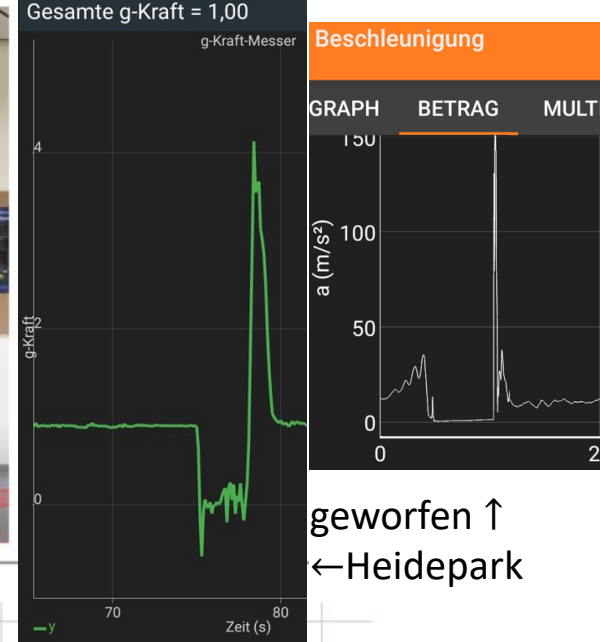 Gesamte g-Kraft = 1,00
g-Kraft-Messer
4
2
0
g-Kraft
70
80
Zeit (s)
y
Beschleunigung
GRAPH BETRAG MULTI
150
100
50
0
a (m/s²)
0
2
geworfen ↑
←Heidepark